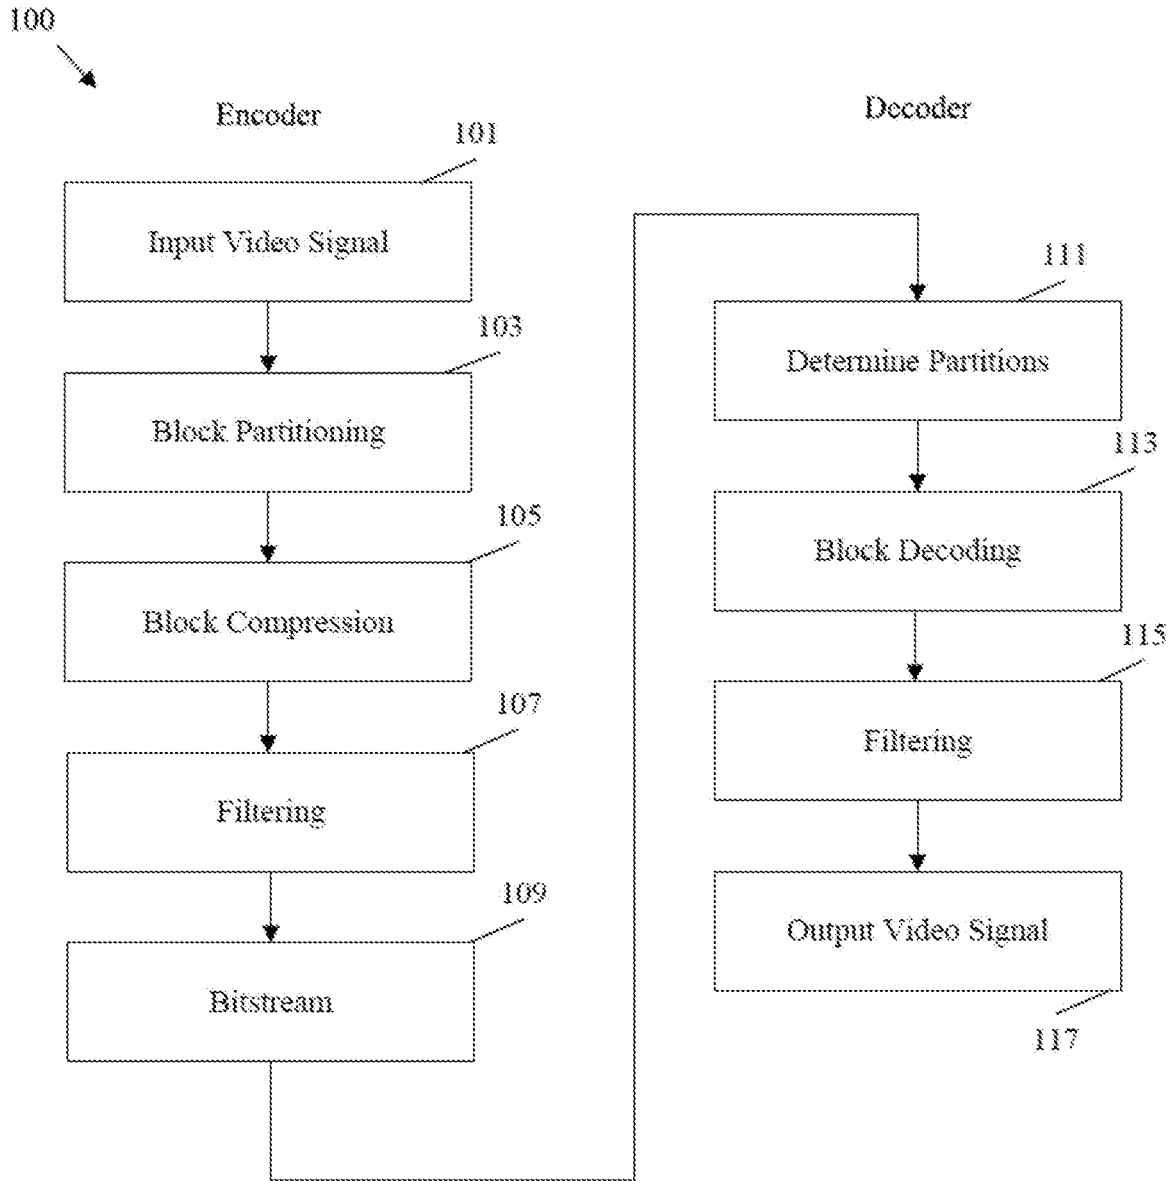 100
Encoder
101
Input Video Signal
103
Block Partitioning
105
Block Compression
107
Filtering
109
Bitstream
Decoder
111
Determine Partitions
113
Block Decoding
115
Filtering
Output Video Signal
117